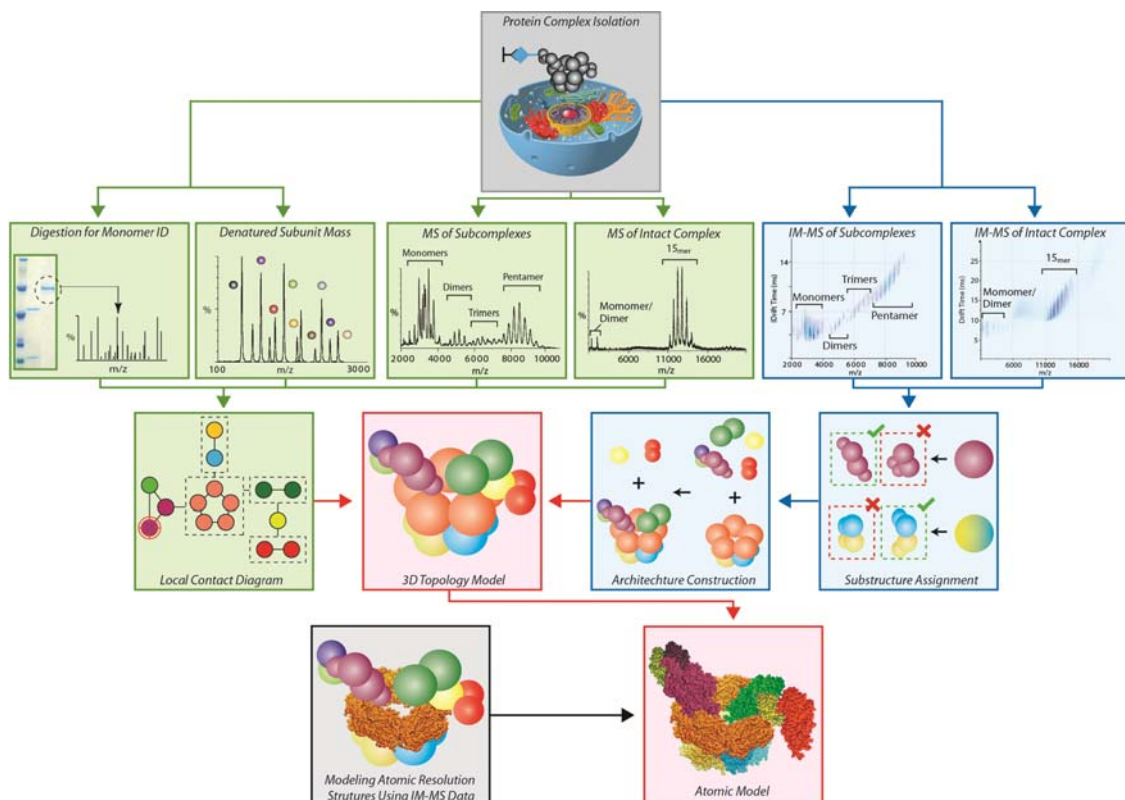 Protein Complex Isolation
Digestion for Monomer ID
%
m/z
Denatured Subunit Mass
%
100
3000
m/z
MS of Subcomplexes
Monomers
Dimers
Trimers
Pentamer
%
2000
4000
6000
8000
10000
m/z
MS of Intact Complex
15mer
Momomer/
Dimer
%
6000
11000
16000
m/z
IM-MS of Subcomplexes
IDrift Time (ms)
14
7
Monomers
Trimers
Dimers
Pentamer
2000
4000
6000
8000
10000
m/z
IM-MS of Intact Complex
Drift Time (ms)
25
20
15
10
5
15mer
Momomer/
Dimer
6000
11000
16000
m/z
Local Contact Diagram
3D Topology Model
+
+
Architechture Construction
Substructure Assignment
Modeling Atomic Resolution
Strutures Using IM-MS Data
Atomic Model